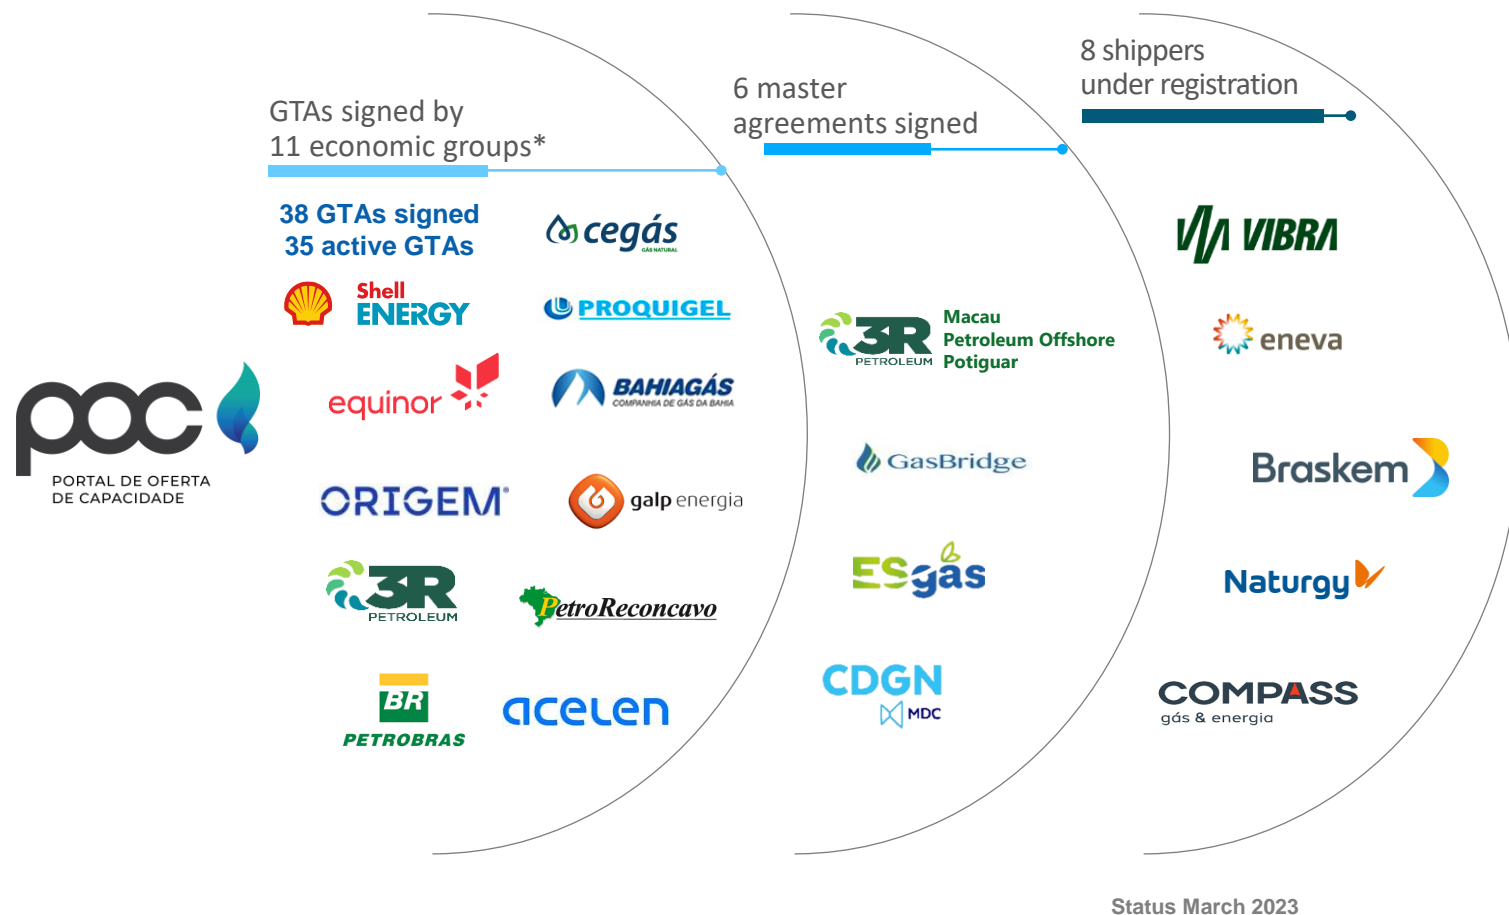 poc
PORTAL DE OFERTA
DE CAPACIDADE
GTAs signed by
11 economic groups*
38 GTAs signed
35 active GTAs
cegás
GÁS NATURAL
Shell
ENERGY
PROQUIGEL
equinor
BAHIAGÁS
COMPANHIA DE GÁS DA BAHIA
ORIGEM®
galp energia
3R
PETROLEUM
PetroReconcavo
BR
PETROBRAS
acelen
6 master
agreements signed
3R
PETROLEUM
Macau
Petroleum Offshore
Potiguar
GasBridge
ESgás
CDGN
MDC
8 shippers
under registration
VIBRA
eneva
Braskem
Naturgy
COMPASS
gás & energia
Status March 2023